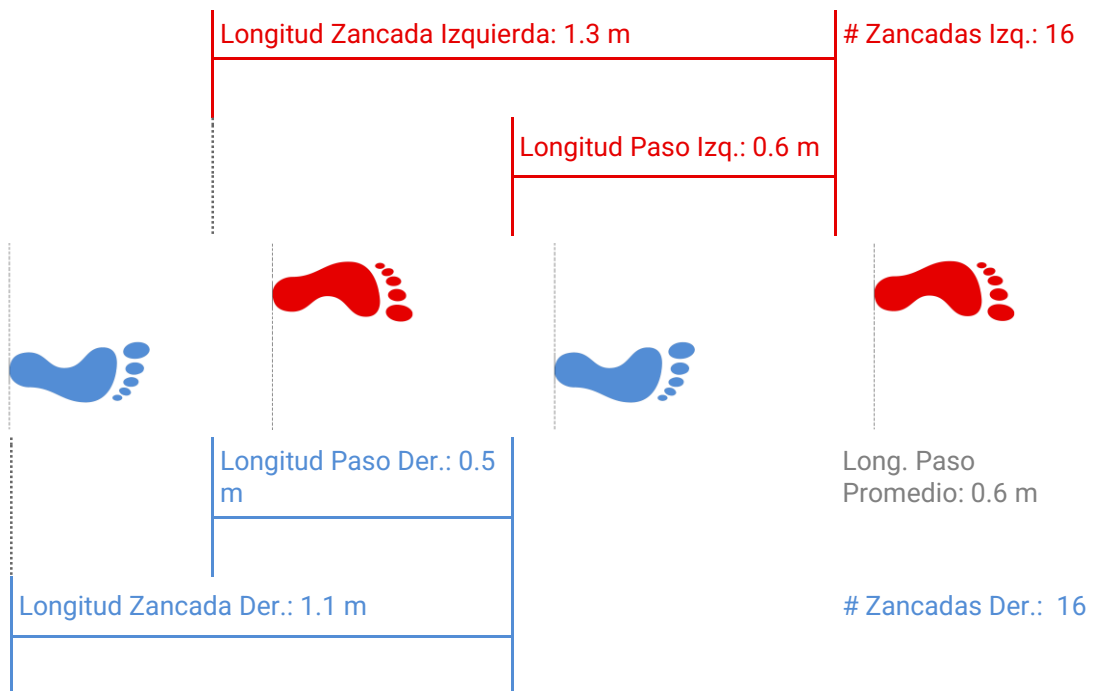 Longitud Zancada Izquierda: 1.3 m
# Zancadas Izq.: 16
Longitud Paso Izq.: 0.6 m
Longitud Paso Der.: 0.5
m
Long. Paso
Promedio: 0.6 m
Longitud Zancada Der.: 1.1 m
# Zancadas Der.: 16